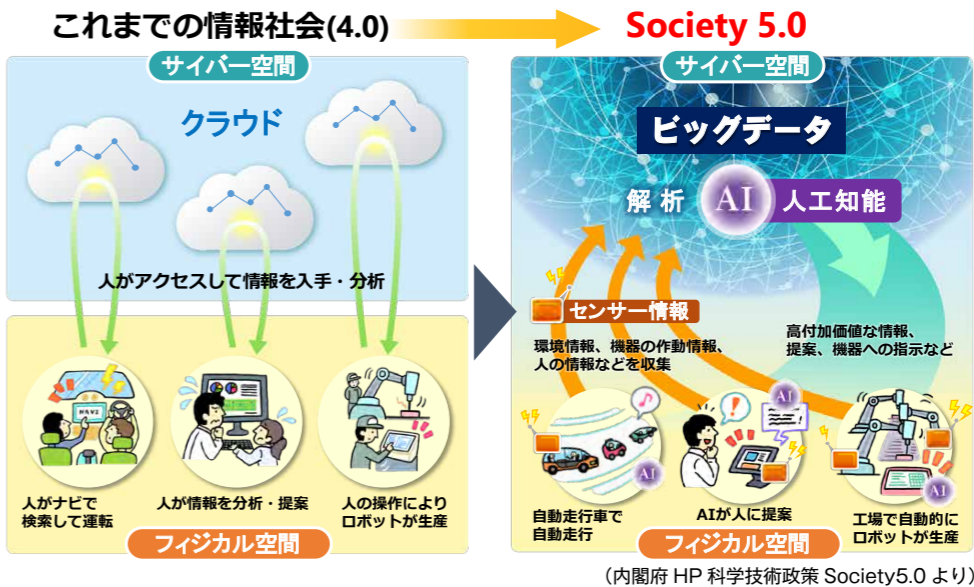 これまでの情報社会(4.0)
Society 5.0
サイバー空間
クラウド
人がアクセスして情報を入手・分析
NAVI
人がナビで
検索して運転
人が情報を分析・提案
人の操作により
ロボットが生産
フィジカル空間
サイバー空間
ビッグデータ
解析 AI 人工知能
センサー情報
環境情報、機器の作動情報、
人の情報などを収集
高付加価値な情報、
提案、機器への指示など
AI
AI
AI
自動走行車で
自動走行
AIが人に提案
工場で自動的に
ロボットが生産
フィジカル空間
(内閣府 HP 科学技術政策 Society5.0 より)